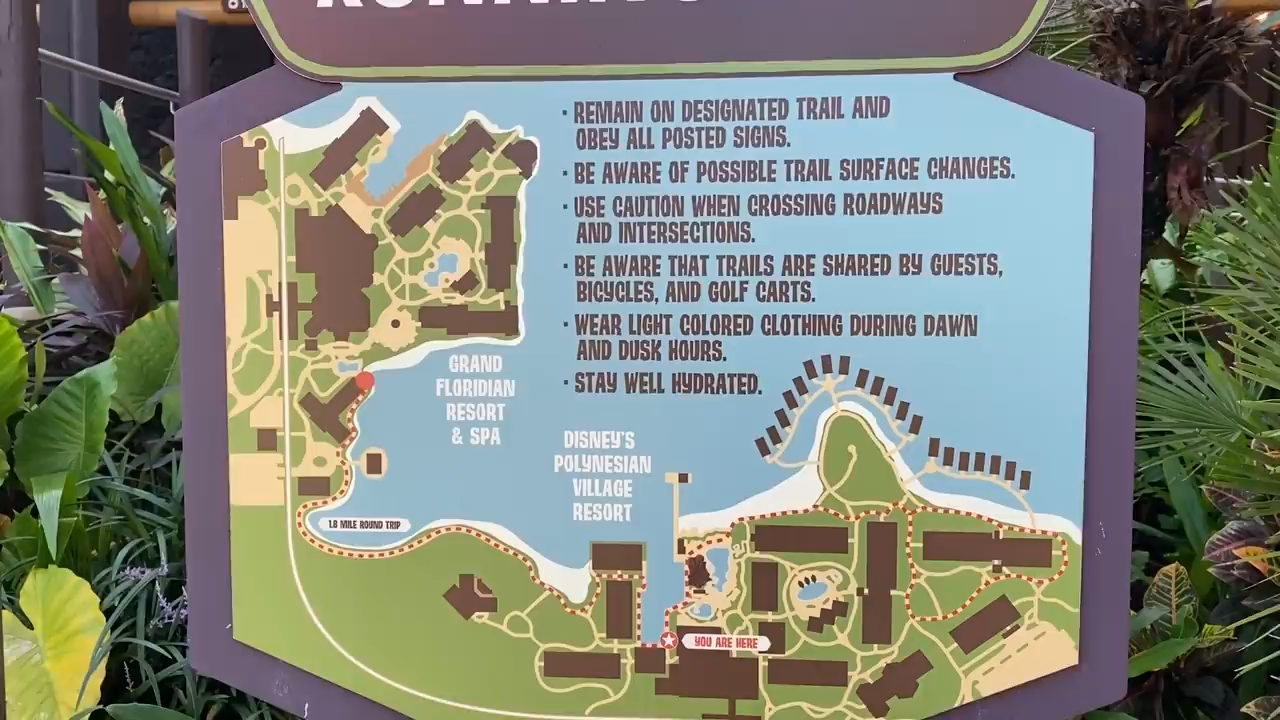 · REMAIN ON DESIGNATED TRAIL AND
OBEY ALL POSTED SIGNS.
· BE AWARE OF POSSIBLE TRAIL SURFACE CHANGES.
· USE CAUTION WHEN CROSSING ROADWAYS
AND INTERSECTIONS.
· BE AWARE THAT TRAILS ARE SHARED BY GUESTS,
BICYCLES, AND GOLF CARTS.
· WEAR LIGHT COLORED CLOTHING DURING DAWN
AND DUSK HOURS.
· STAY WELL HYDRATED.
GRAND
FLORIDIAN
RESORT
& SPA
DISNEY'S
POLYNESIAN
VILLAGE
RESORT
1.8 MILE ROUND TRIP
YOU ARE HERE